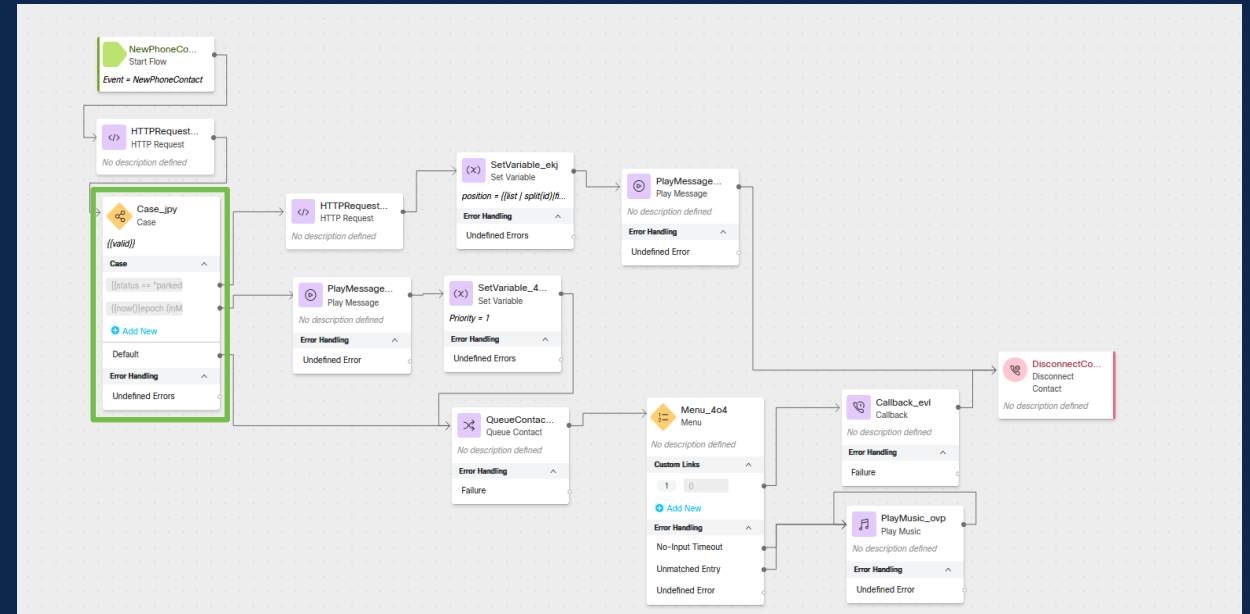 NewPhoneCo...
Start Flow
Event = NewPhoneContact
HTTPRequest...
HTTP Request
No description defined
Case_jpy
Case
{{valid}}
Case
{{status == "parked
{{now()|epoch (inM
Add New
Default
Error Handling
Undefined Errors
HTTPRequest...
HTTP Request
No description defined
SetVariable_ekj
Set Variable
position = {{list | split(id)|fi...
Error Handling
Undefined Errors
PlayMessage...
Play Message
No description defined
Error Handling
Undefined Error
PlayMessage...
Play Message
No description defined
Error Handling
Undefined Error
SetVariable_4...
Set Variable
Priority = 1
Error Handling
Undefined Errors
QueueContac...
Queue Contact
No description defined
Error Handling
Failure
Menu_4o4
Menu
No description defined
Custom Links
1 0
Add New
Error Handling
No-Input Timeout
Unmatched Entry
Undefined Error
Callback_evl
Callback
No description defined
Error Handling
Failure
PlayMusic_ovp
Play Music
No description defined
Error Handling
Undefined Error
DisconnectCo...
Disconnect
Contact
No description defined